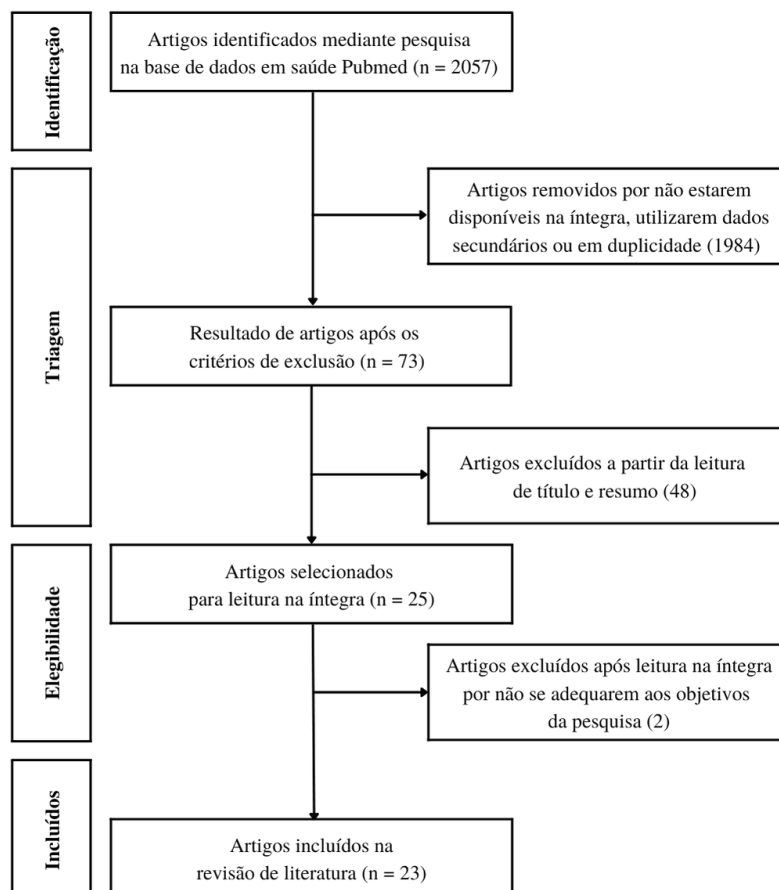 Identificação
Artigos identificados mediante pesquisa
na base de dados em saúde Pubmed (n = 2057)
Triagem
Artigos removidos por não estarem
disponíveis na íntegra, utilizarem dados
secundários ou em duplicidade (1984)
Resultado de artigos após os
critérios de exclusão (n = 73)
Artigos excluídos a partir da leitura
de título e resumo (48)
Elegibilidade
Artigos selecionados
para leitura na íntegra (n = 25)
Artigos excluídos após leitura na íntegra
por não se adequarem aos objetivos
da pesquisa (2)
Incluídos
Artigos incluídos na
revisão de literatura (n = 23)